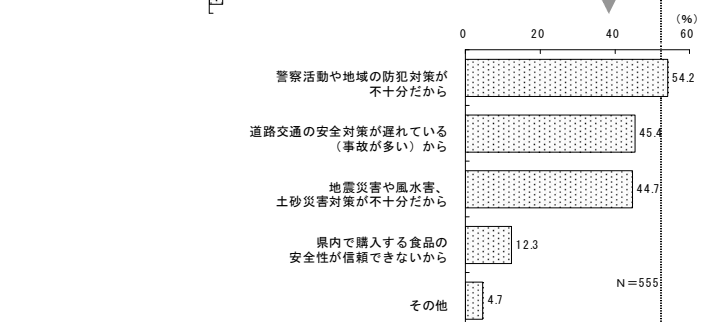 (%)
0 20 40 60
警察活動や地域の防犯対策が
不十分だから
54.2
道路交通の安全対策が遅れている
（事故が多い）から
45.4
地震災害や風水害、
土砂災害対策が不十分だから
44.7
県内で購入する食品の
安全性が信頼できないから
12.3
N＝555
その他
4.7